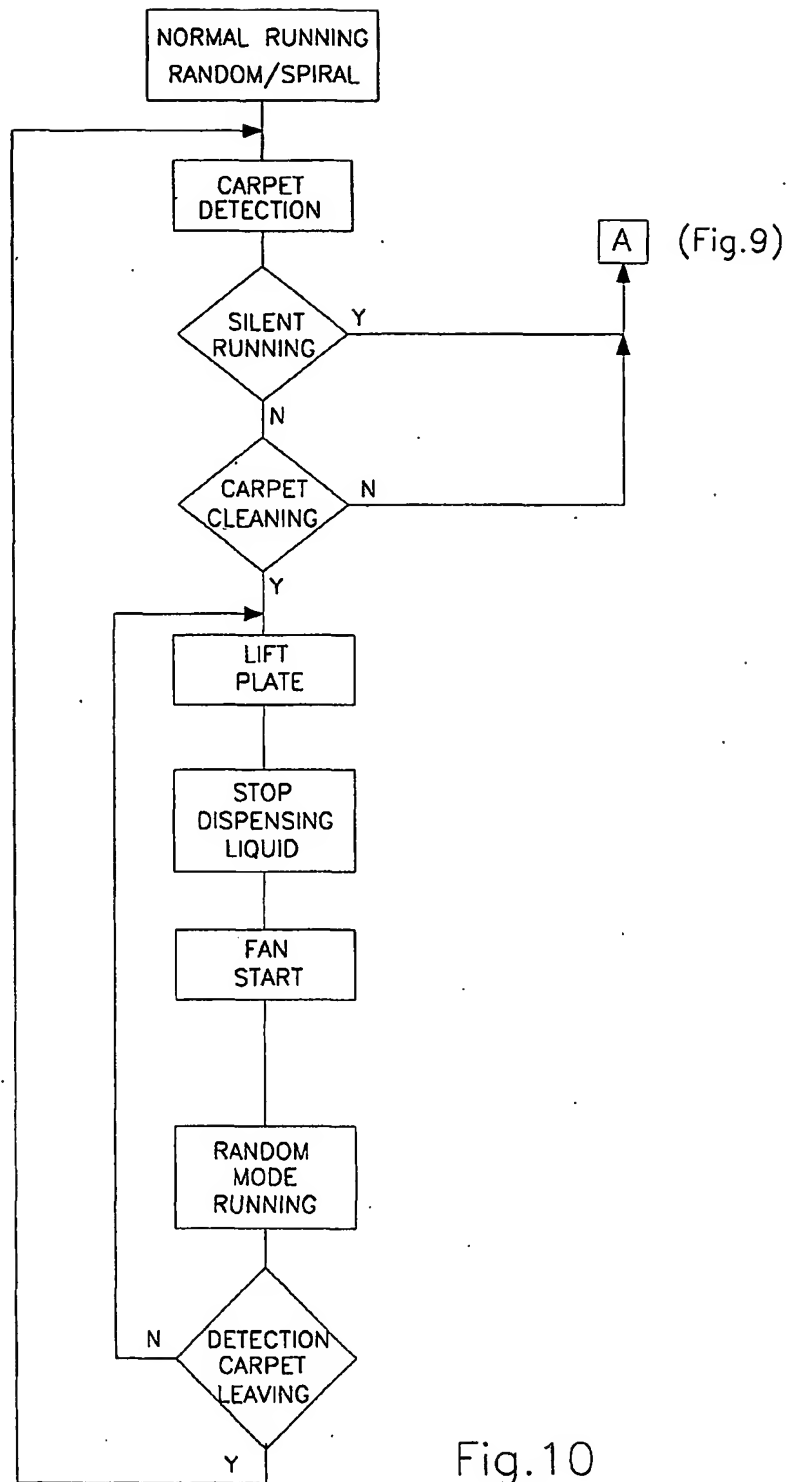 NORMAL RUNNING
RANDOM/SPIRAL
CARPET
DETECTION
A (Fig.9)
SILENT
RUNNING
Y
N
CARPET
CLEANING
N
Y
LIFT
PLATE
STOP
DISPENSING
LIQUID
FAN
START
RANDOM
MODE
RUNNING
N
DETECTION
CARPET
LEAVING
Y
Fig.10